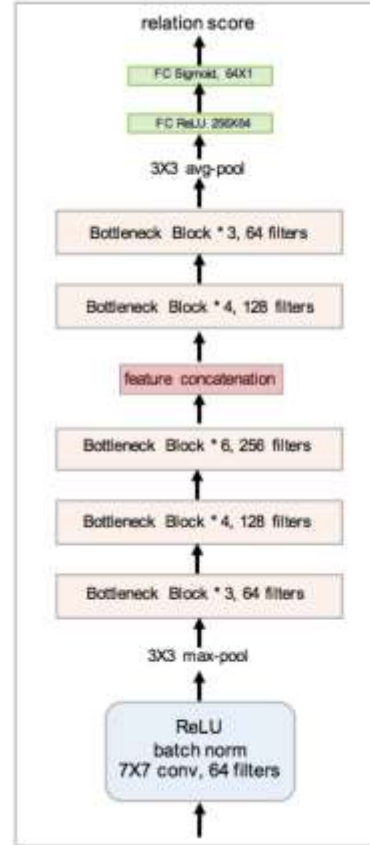 relation score
FC Sigmoid, 64X1
FC ReLU 256X64
3X3 avg-pool
Bottleneck Block * 3, 64 filters
Bottleneck Block * 4, 128 filters
feature concatenation
Bottleneck Block * 6, 256 filters
Bottleneck Block * 4, 128 filters
Bottleneck Block * 3, 64 filters
3X3 max-pool
ReLU
batch norm
7X7 conv, 64 filters